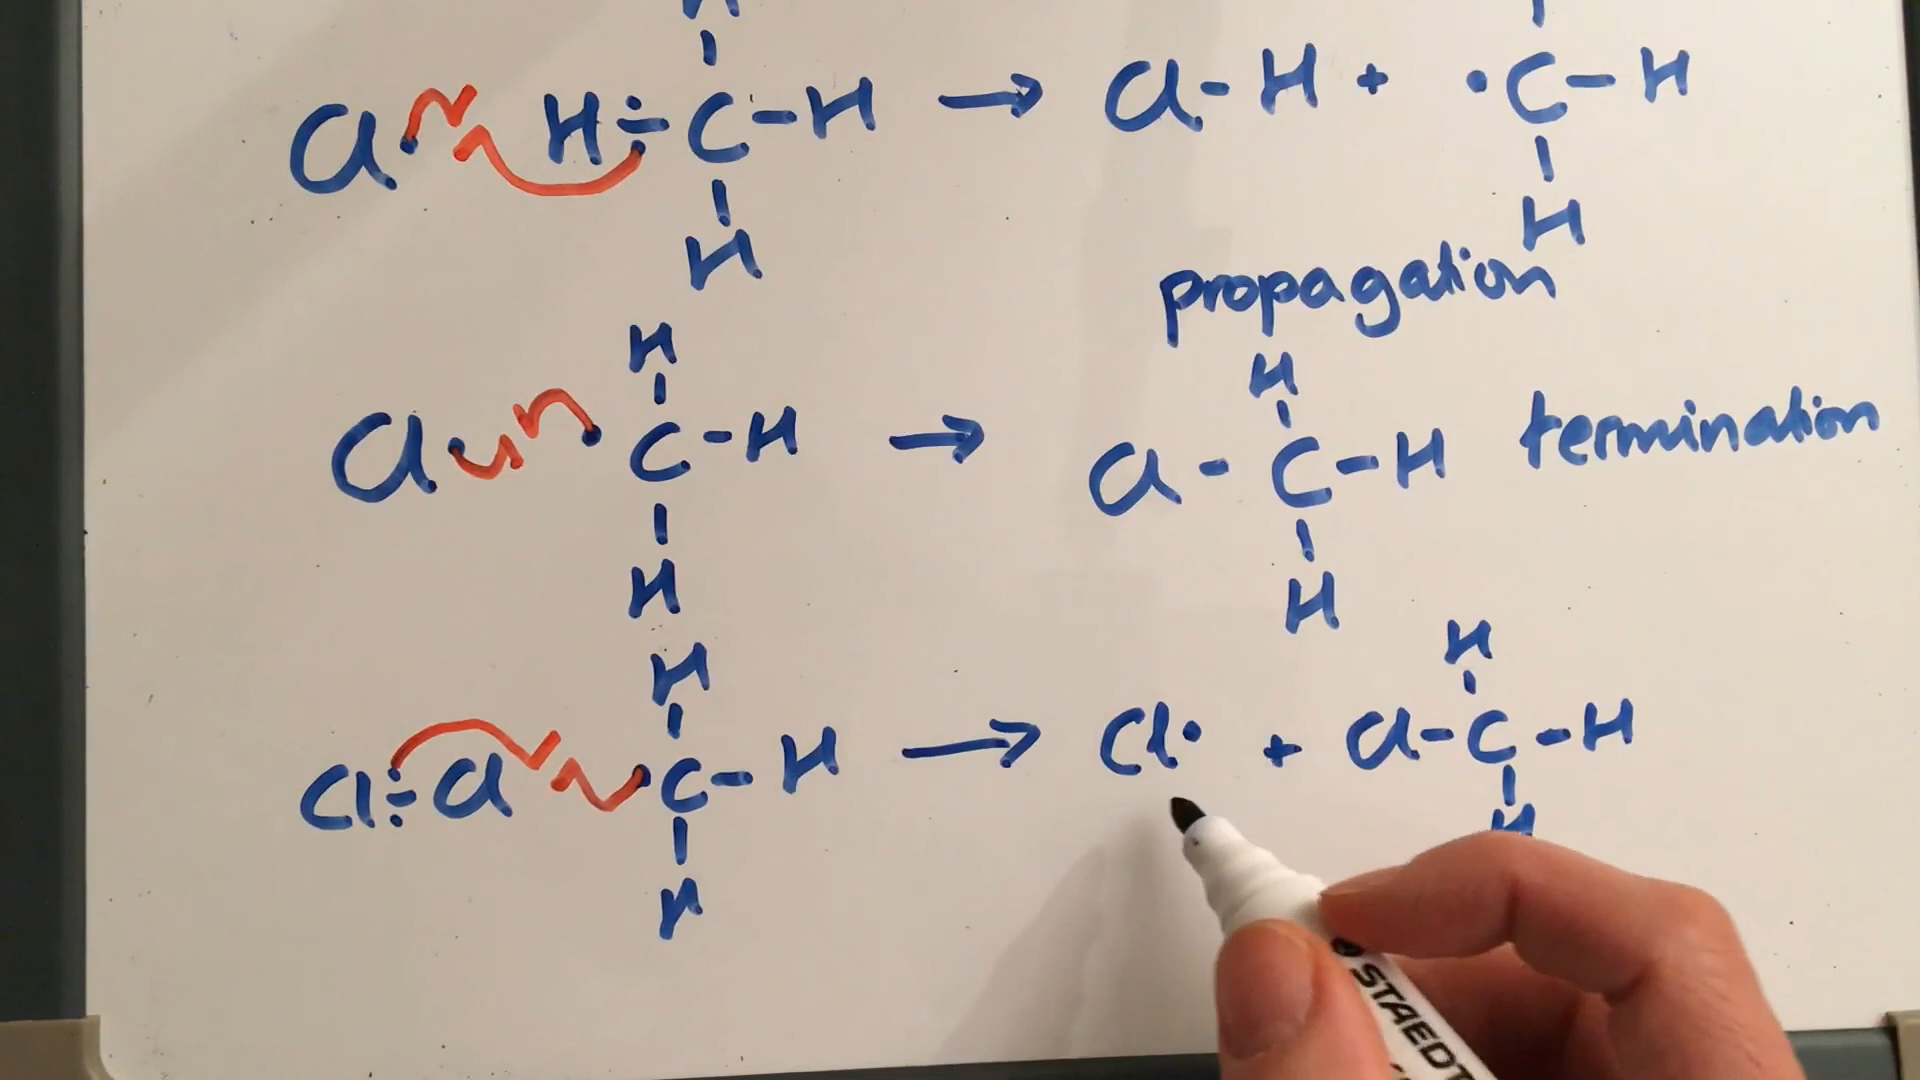 H
Cl• H÷C-H → Cl-H + •C-H
H
H
propagation
H
H
Cl• •C-H → Cl-C-H termination
H
H
H
H
Cl:Cl •C-H → Cl• + Cl-C-H
H
H
STAEDT